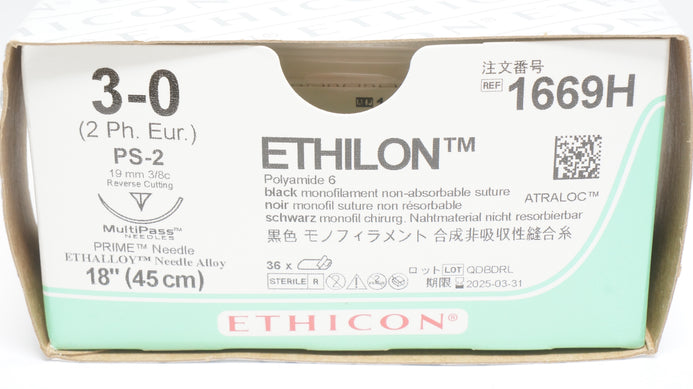 3-0
(2 Ph. Eur.)
PS-2
19 mm 3/8c
Reverse Cutting
MultiPass™
NEEDLES
PRIME™ Needle
ETHALLOY™ Needle Alloy
18" (45 cm)
注文番号
REF 1669H
ETHILON™
Polyamide 6
black monofilament non-absorbable suture
noir monofil suture non résorbable
schwarz monofil chirurg. Nahtmaterial nicht resorbierbar
黒色 モノフィラメント 合成非吸収性縫合糸
ATRALOC™
36 x
STERILE R
ロット LOT QDBDRL
期限 2025-03-31
ETHICON®